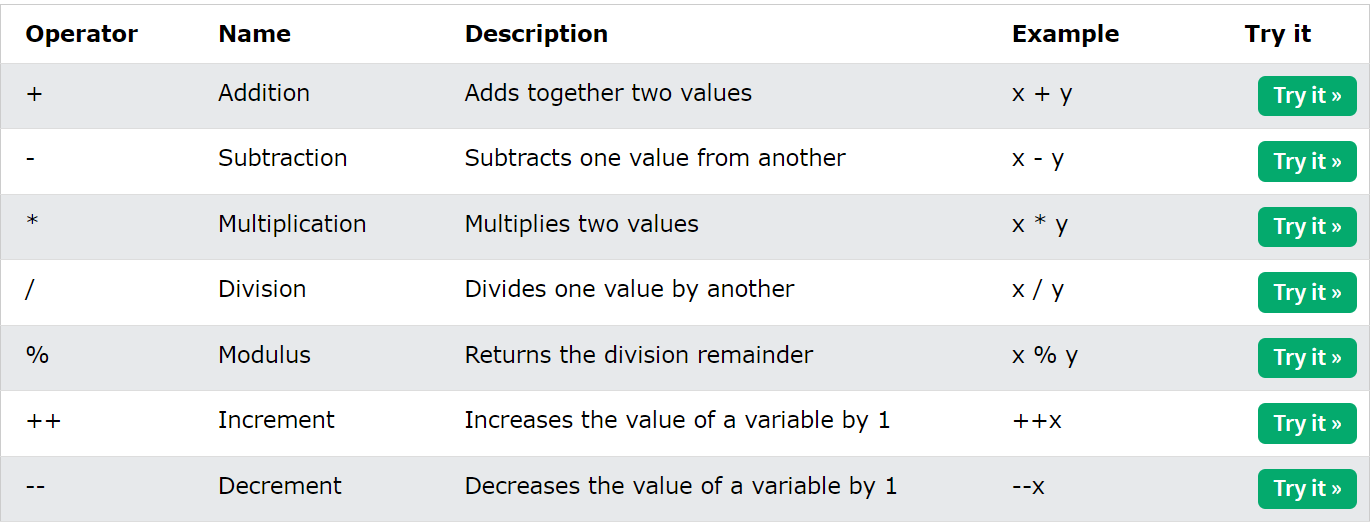 Operator Name Description Example Try it
+ Addition Adds together two values x + y Try it »
- Subtraction Subtracts one value from another x - y Try it »
* Multiplication Multiplies two values x * y Try it »
/ Division Divides one value by another x / y Try it »
% Modulus Returns the division remainder x % y Try it »
++ Increment Increases the value of a variable by 1 ++x Try it »
-- Decrement Decreases the value of a variable by 1 --x Try it »